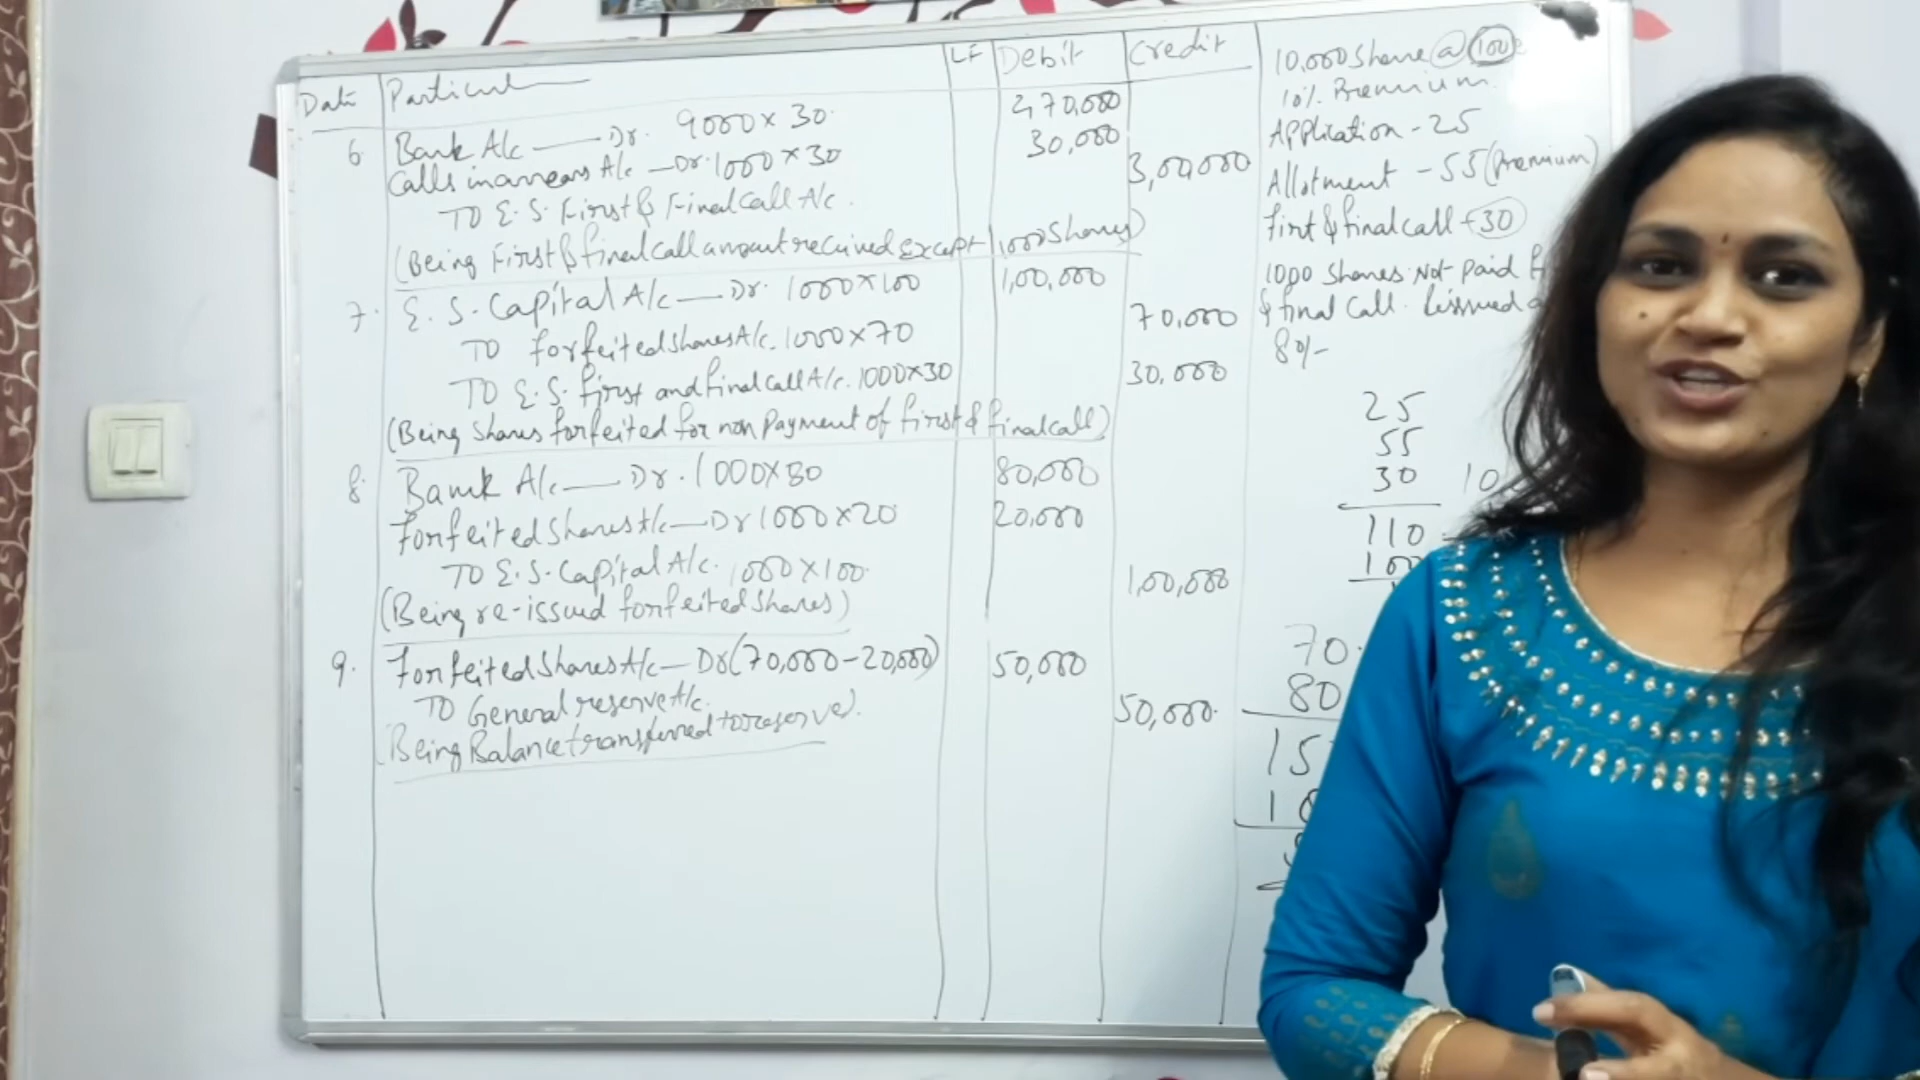 Date Particul LF Debit Credit
6. Bank A/c — Dr. 9000 x 30 2,70,000
Calls in arrears A/c — Dr. 1000 x 30 30,000
TO E. S. First & Final Call A/c. 3,00,000
(Being First & final call amount received except 1000 Shares)
7. E. S. Capital A/c — Dr. 1000 x 100 1,00,000
TO forfeited shares A/c. 1000 x 70 70,000
TO E. S. first and final call A/c. 1000 x 30 30,000
(Being shares forfeited for non payment of first & final call)
8. Bank A/c — Dr. 1000 x 80 80,000
forfeited shares A/c — Dr 1000 x 20 20,000
TO E. S. Capital A/c. 1000 x 100 1,00,000
(Being re-issued forfeited shares)
9. forfeited shares A/c — Dr (70,000 - 20,000) 50,000
TO General reserve A/c. 50,000.
(Being Balance transferred to reserve).
10,000 Share @ 100
10% Premium.
Application - 25
Allotment - 55 (Premium)
first & final call - 30
1000 shares Not paid
& final call.
80/-
25
55
30 10
110
100
70
80
15